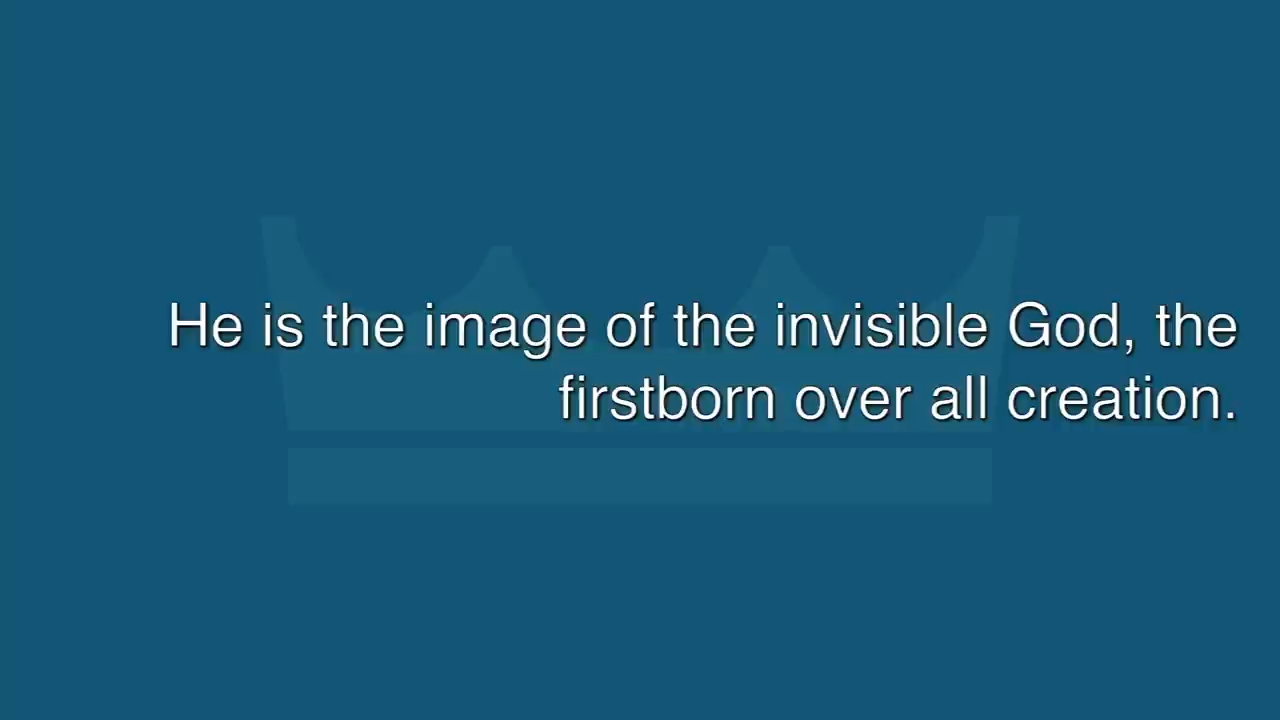 He is the image of the invisible God, the
firstborn over all creation.